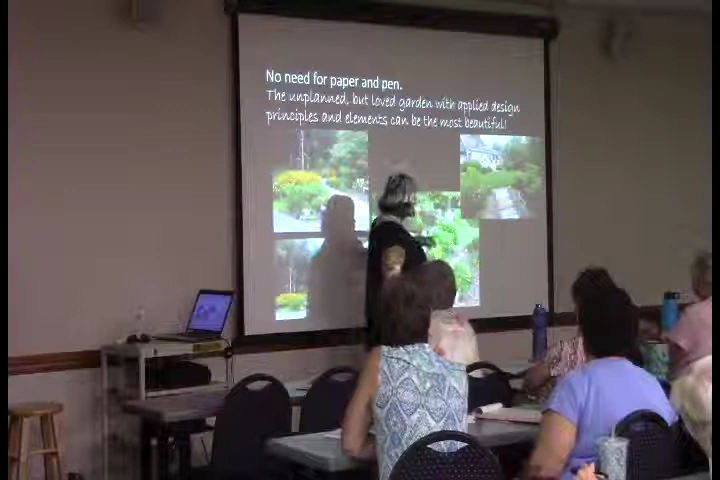 No need for paper and pen.
The unplanned, but loved garden with applied design
principles and elements can be the most beautiful!